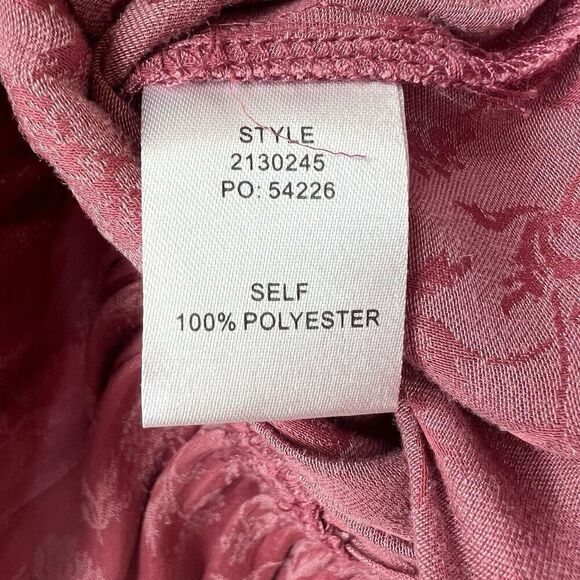 STYLE
2130245
PO: 54226
SELF
100% POLYESTER